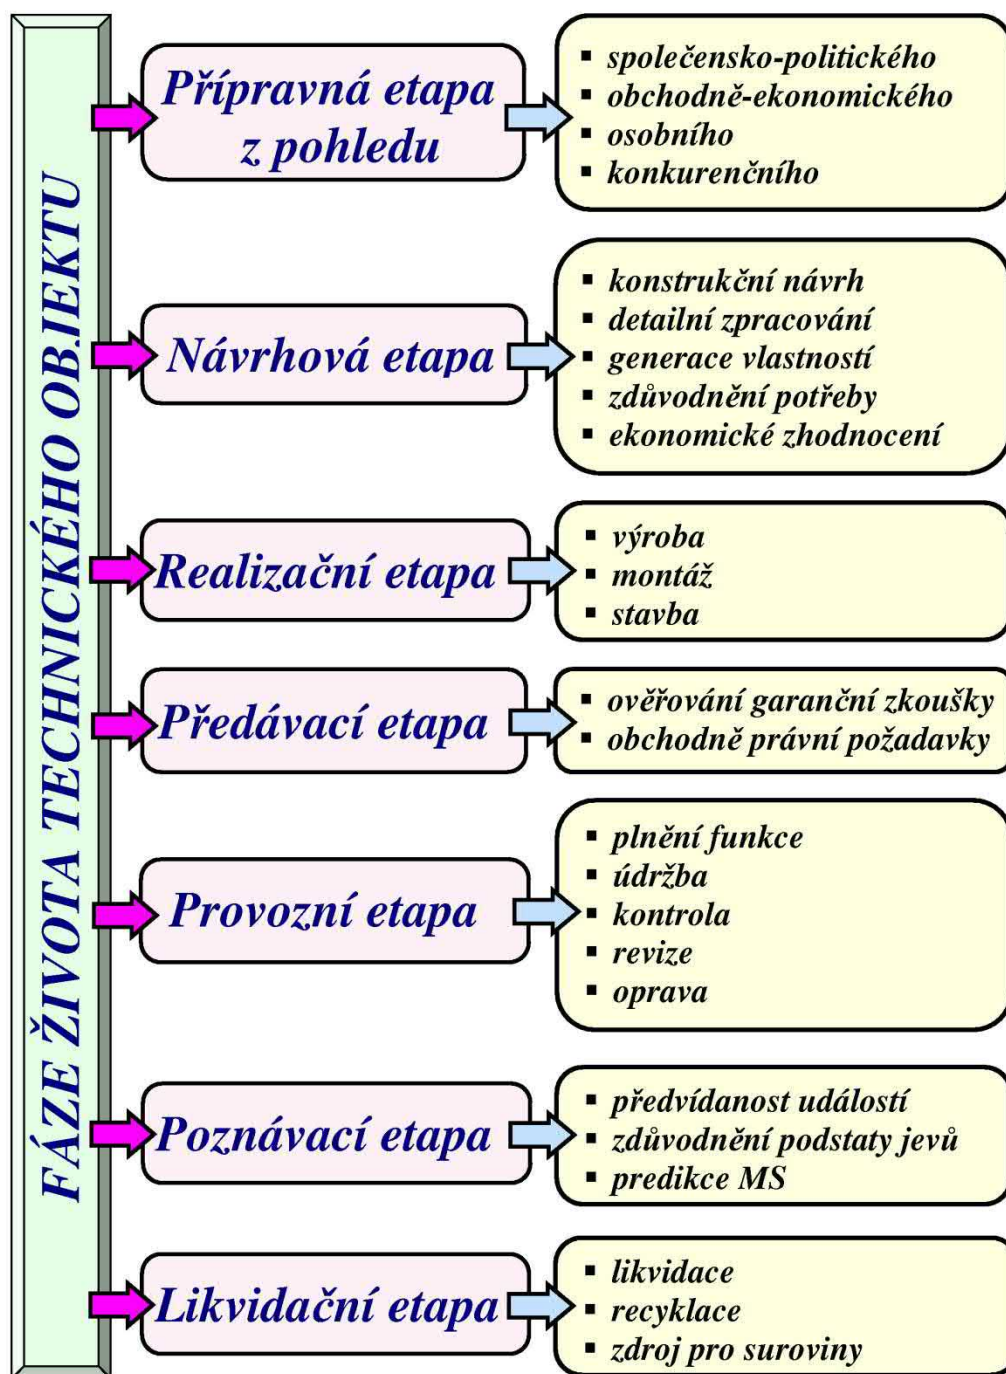 FÁZE ŽIVOTA TECHNICKÉHO OBJEKTU
Přípravná etapa
z pohledu
▪ společensko-politického
▪ obchodně-ekonomického
▪ osobního
▪ konkurenčního
Návrhová etapa
▪ konstrukční návrh
▪ detailní zpracování
▪ generace vlastností
▪ zdůvodnění potřeby
▪ ekonomické zhodnocení
Realizační etapa
▪ výroba
▪ montáž
▪ stavba
Předávací etapa
▪ ověřování garanční zkoušky
▪ obchodně právní požadavky
Provozní etapa
▪ plnění funkce
▪ údržba
▪ kontrola
▪ revize
▪ oprava
Poznávací etapa
▪ předvídanost událostí
▪ zdůvodnění podstaty jevů
▪ predikce MS
Likvidační etapa
▪ likvidace
▪ recyklace
▪ zdroj pro suroviny